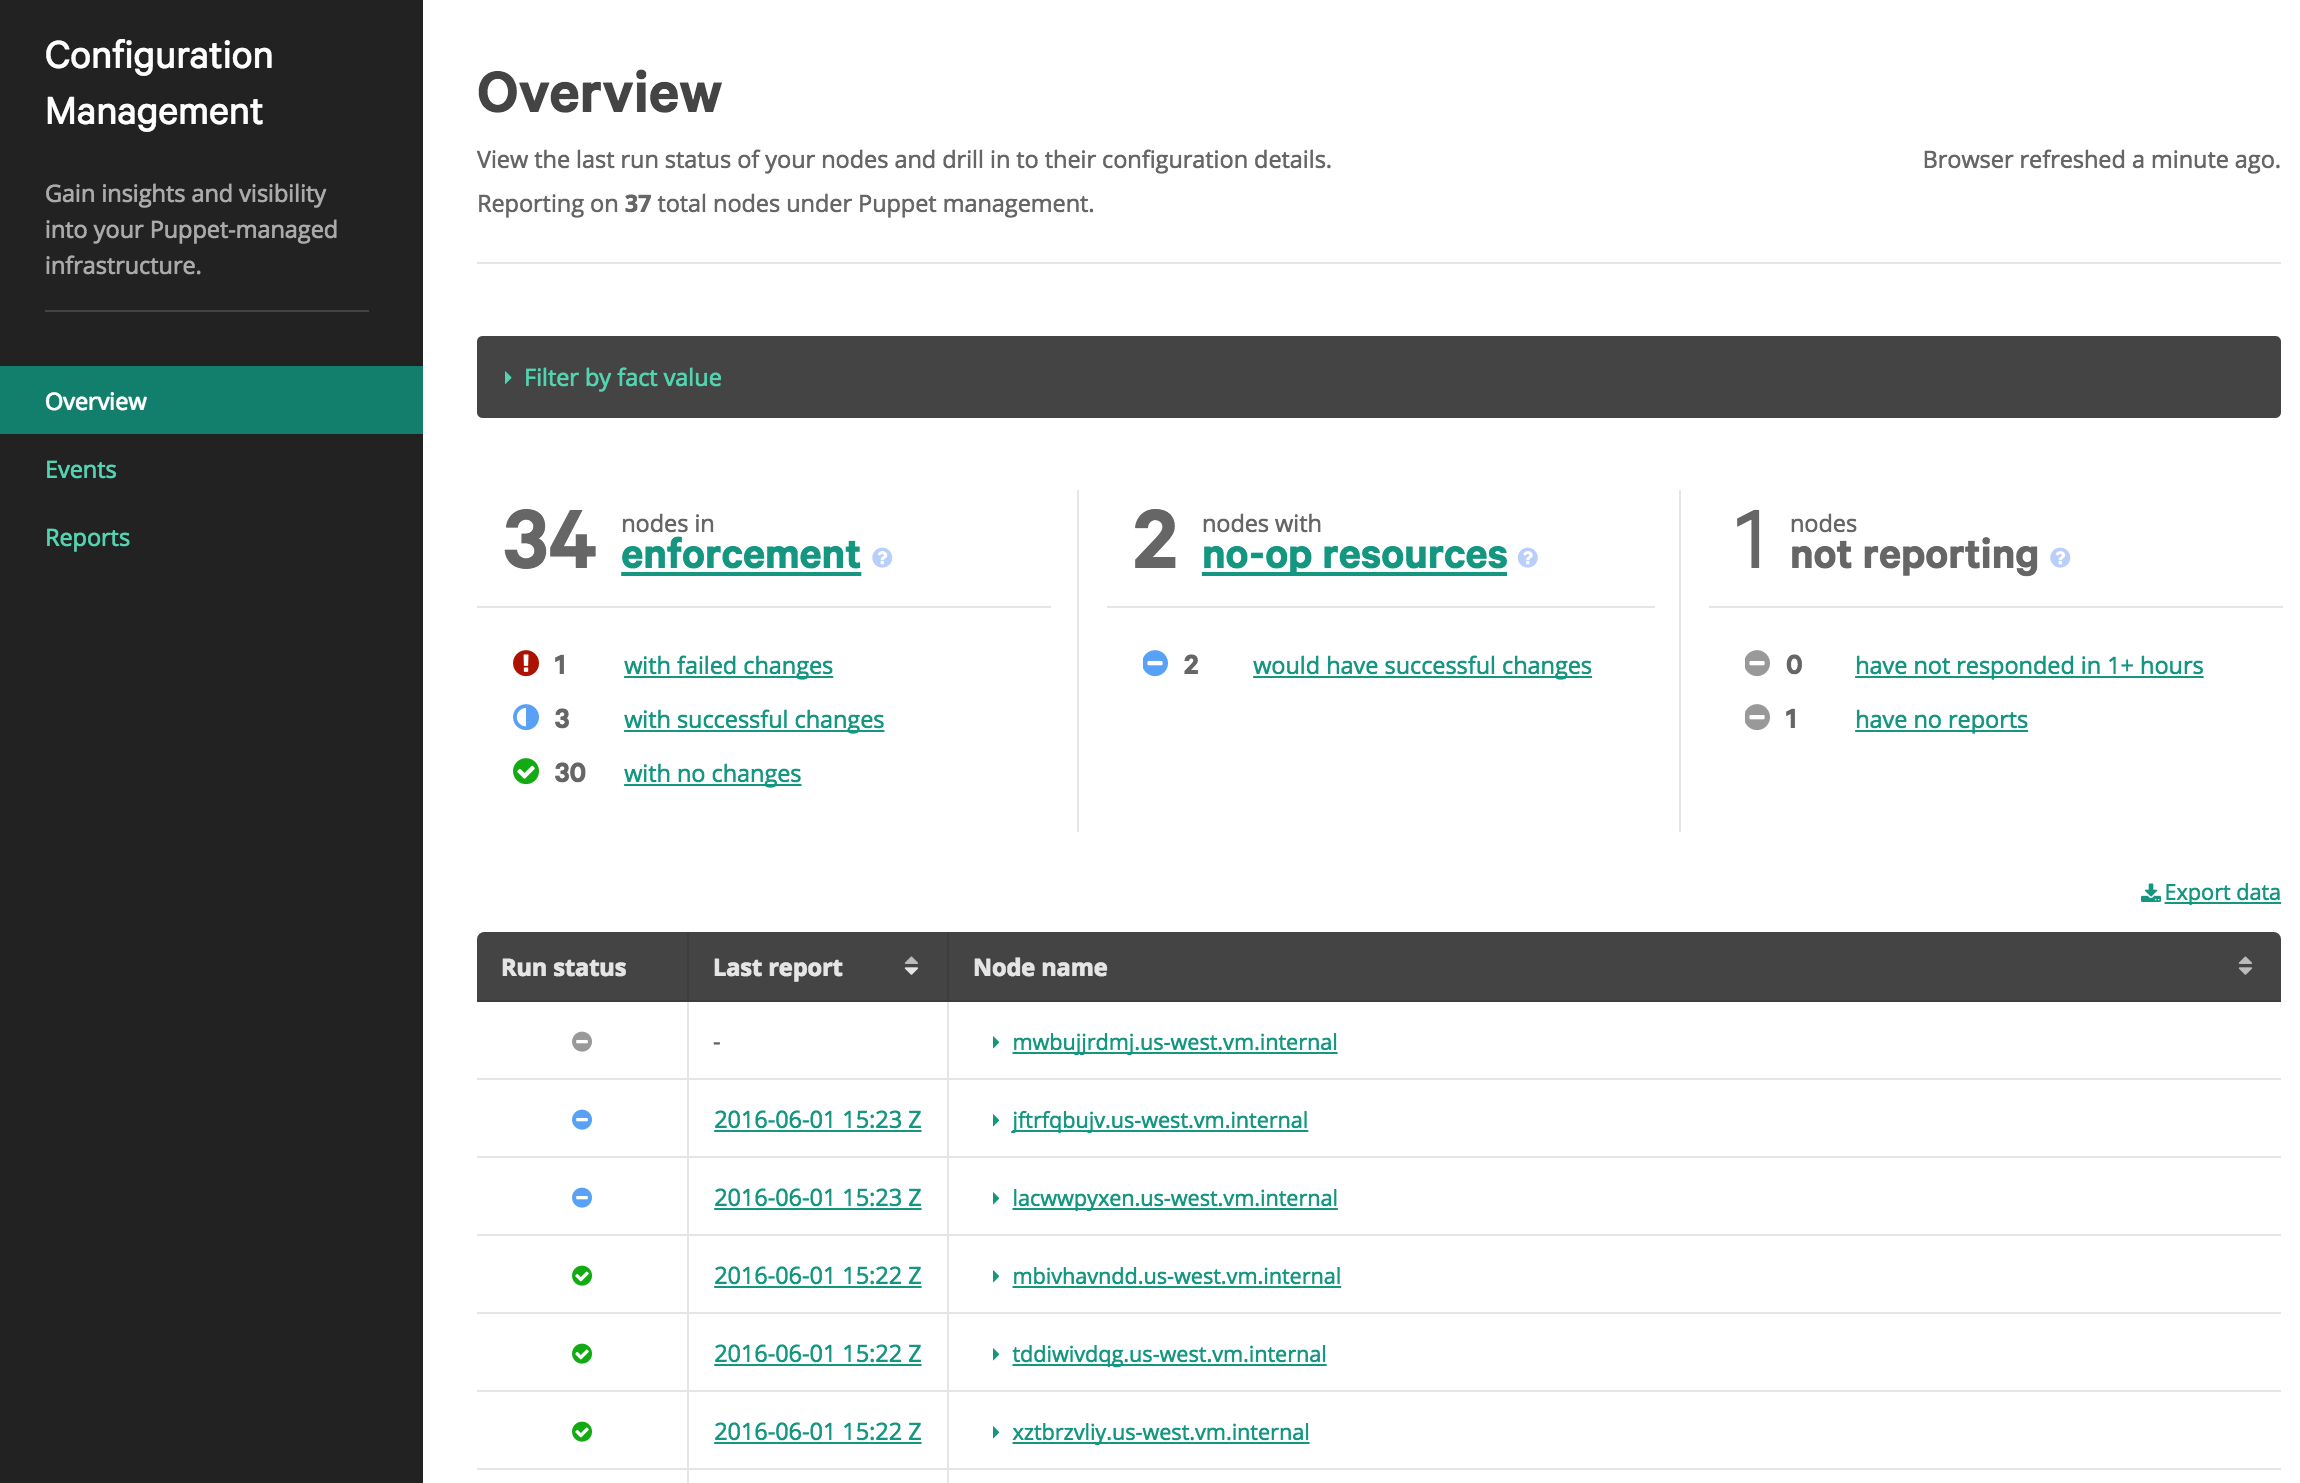 Configuration
Management
Gain insights and visibility
into your Puppet-managed
infrastructure.
Overview
Events
Reports
Overview
View the last run status of your nodes and drill in to their configuration details.
Browser refreshed a minute ago.
Reporting on 37 total nodes under Puppet management.
Filter by fact value
34 nodes in
enforcement ?
! 1 with failed changes
3 with successful changes
30 with no changes
2 nodes with
no-op resources ?
2 would have successful changes
1 nodes
not reporting ?
0 have not responded in 1+ hours
1 have no reports
Export data
Run status Last report Node name
- mwbujjrdmj.us-west.vm.internal
2016-06-01 15:23 Z jftrfqbujv.us-west.vm.internal
2016-06-01 15:23 Z lacwwpyxen.us-west.vm.internal
2016-06-01 15:22 Z mbivhavndd.us-west.vm.internal
2016-06-01 15:22 Z tddiwivdqg.us-west.vm.internal
2016-06-01 15:22 Z xztbrzvliy.us-west.vm.internal